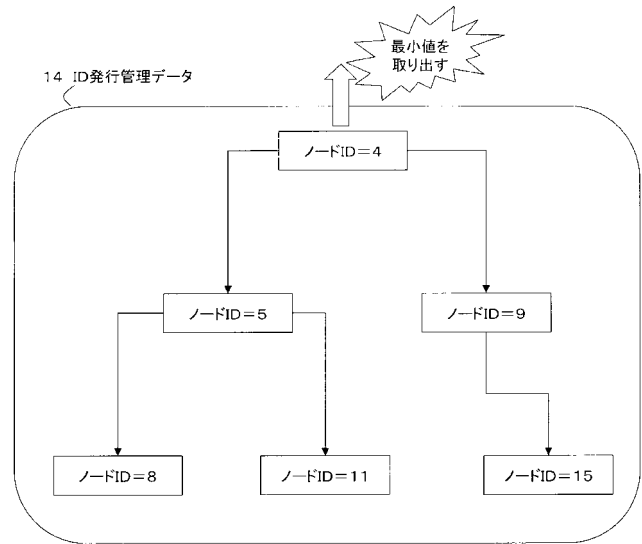 最小値を
取り出す
14 ID発行管理データ
ノードID=4
ノードID=5
ノードID=9
ノードID=8
ノードID=11
ノードID=15